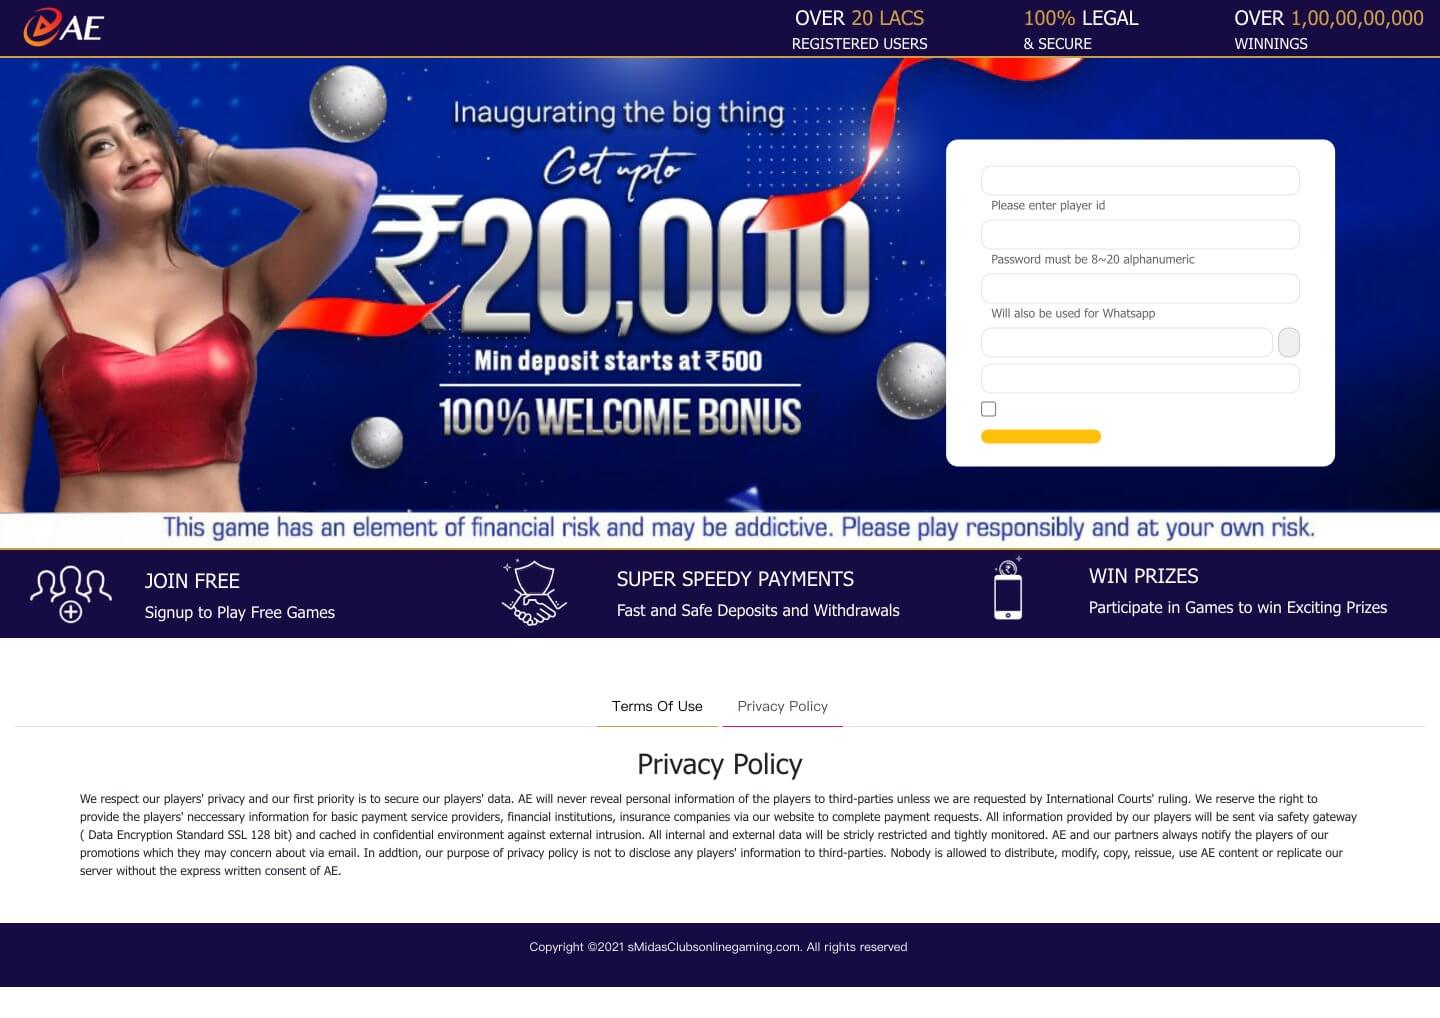 AE
OVER 20 LACS
REGISTERED USERS
100% LEGAL
& SECURE
OVER 1,00,00,00,000
WINNINGS
Inaugurating the big thing
Get upto
₹20,000
Min deposit starts at ₹500
100% WELCOME BONUS
Please enter player id
Password must be 8~20 alphanumeric
Will also be used for Whatsapp
This game has an element of financial risk and may be addictive. Please play responsibly and at your own risk.
JOIN FREE
Signup to Play Free Games
SUPER SPEEDY PAYMENTS
Fast and Safe Deposits and Withdrawals
₹
WIN PRIZES
Participate in Games to win Exciting Prizes
Terms Of Use
Privacy Policy
Privacy Policy
We respect our players' privacy and our first priority is to secure our players' data. AE will never reveal personal information of the players to third-parties unless we are requested by International Courts' ruling. We reserve the right to
provide the players' neccessary information for basic payment service providers, financial institutions, insurance companies via our website to complete payment requests. All information provided by our players will be sent via safety gateway
( Data Encryption Standard SSL 128 bit) and cached in confidential environment against external intrusion. All internal and external data will be stricly restricted and tightly monitored. AE and our partners always notify the players of our
promotions which they may concern about via email. In addtion, our purpose of privacy policy is not to disclose any players' information to third-parties. Nobody is allowed to distribute, modify, copy, reissue, use AE content or replicate our
server without the express written consent of AE.
Copyright ©2021 sMidasClubsonlinegaming.com. All rights reserved